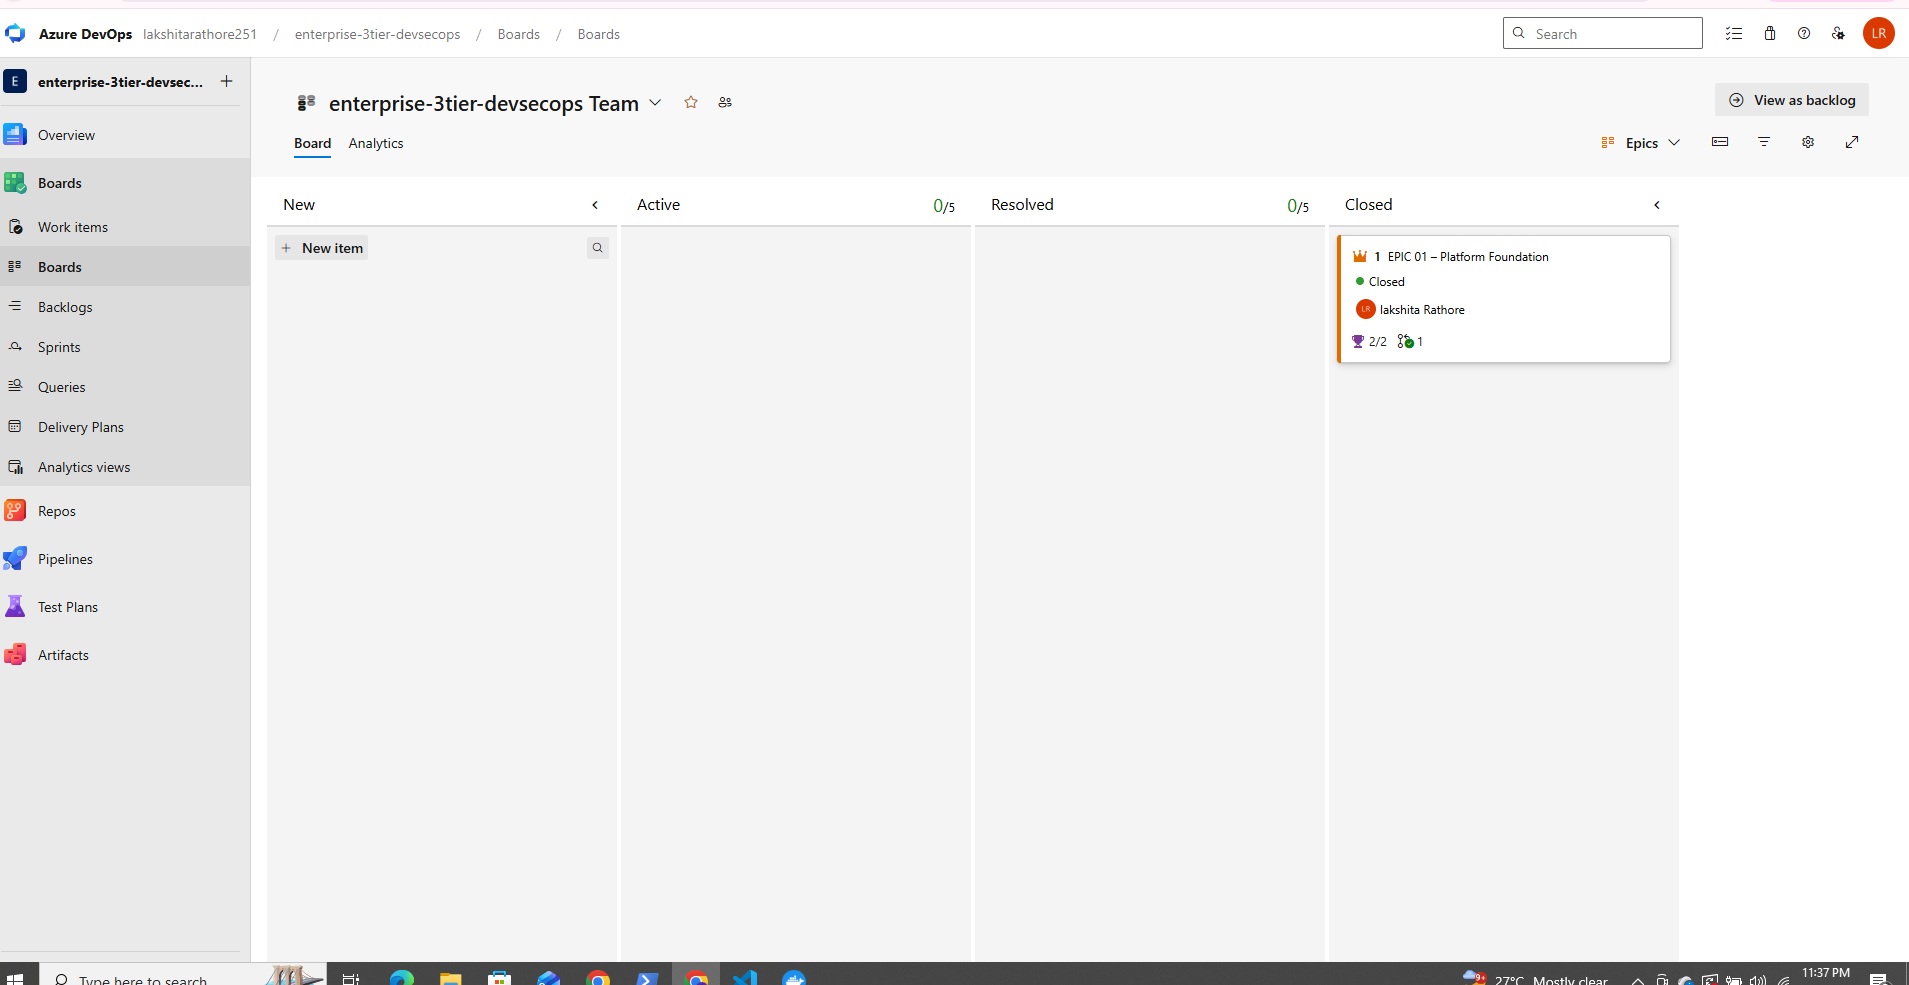 Azure DevOps lakshitarathore251 / enterprise-3tier-devsecops / Boards / Boards
Search
LR
E enterprise-3tier-devsec... +
Overview
Boards
Work items
Boards
Backlogs
Sprints
Queries
Delivery Plans
Analytics views
Repos
Pipelines
Test Plans
Artifacts
enterprise-3tier-devsecops Team
View as backlog
Board Analytics
Epics
New
Active 0/5
Resolved 0/5
Closed
+ New item
1 EPIC 01 – Platform Foundation
Closed
LR lakshita Rathore
2/2 1
Type here to search
9+ 27°C Mostly clear
11:37 PM